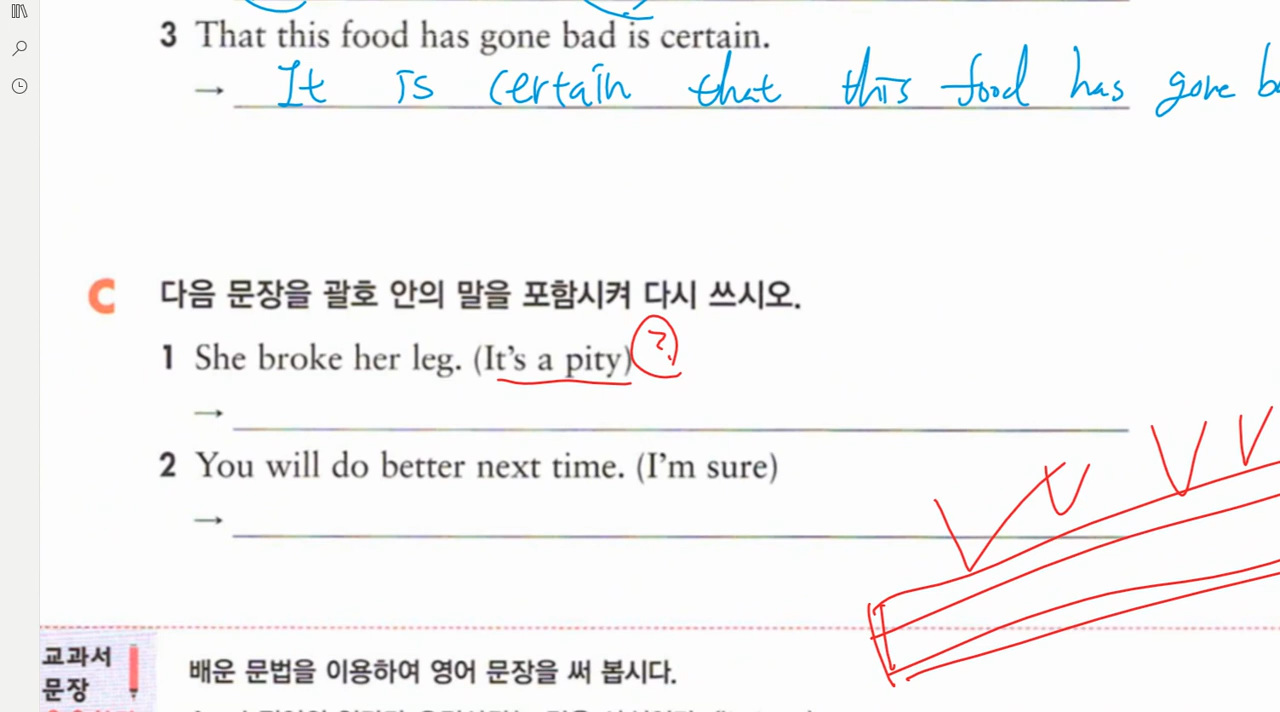 3 That this food has gone bad is certain.
→ It is certain that this food has gone
C 다음 문장을 괄호 안의 말을 포함시켜 다시 쓰시오.
1 She broke her leg. (It's a pity) ?
→
2 You will do better next time. (I'm sure)
→
교과서
문장
배운 문법을 이용하여 영어 문장을 써 봅시다.